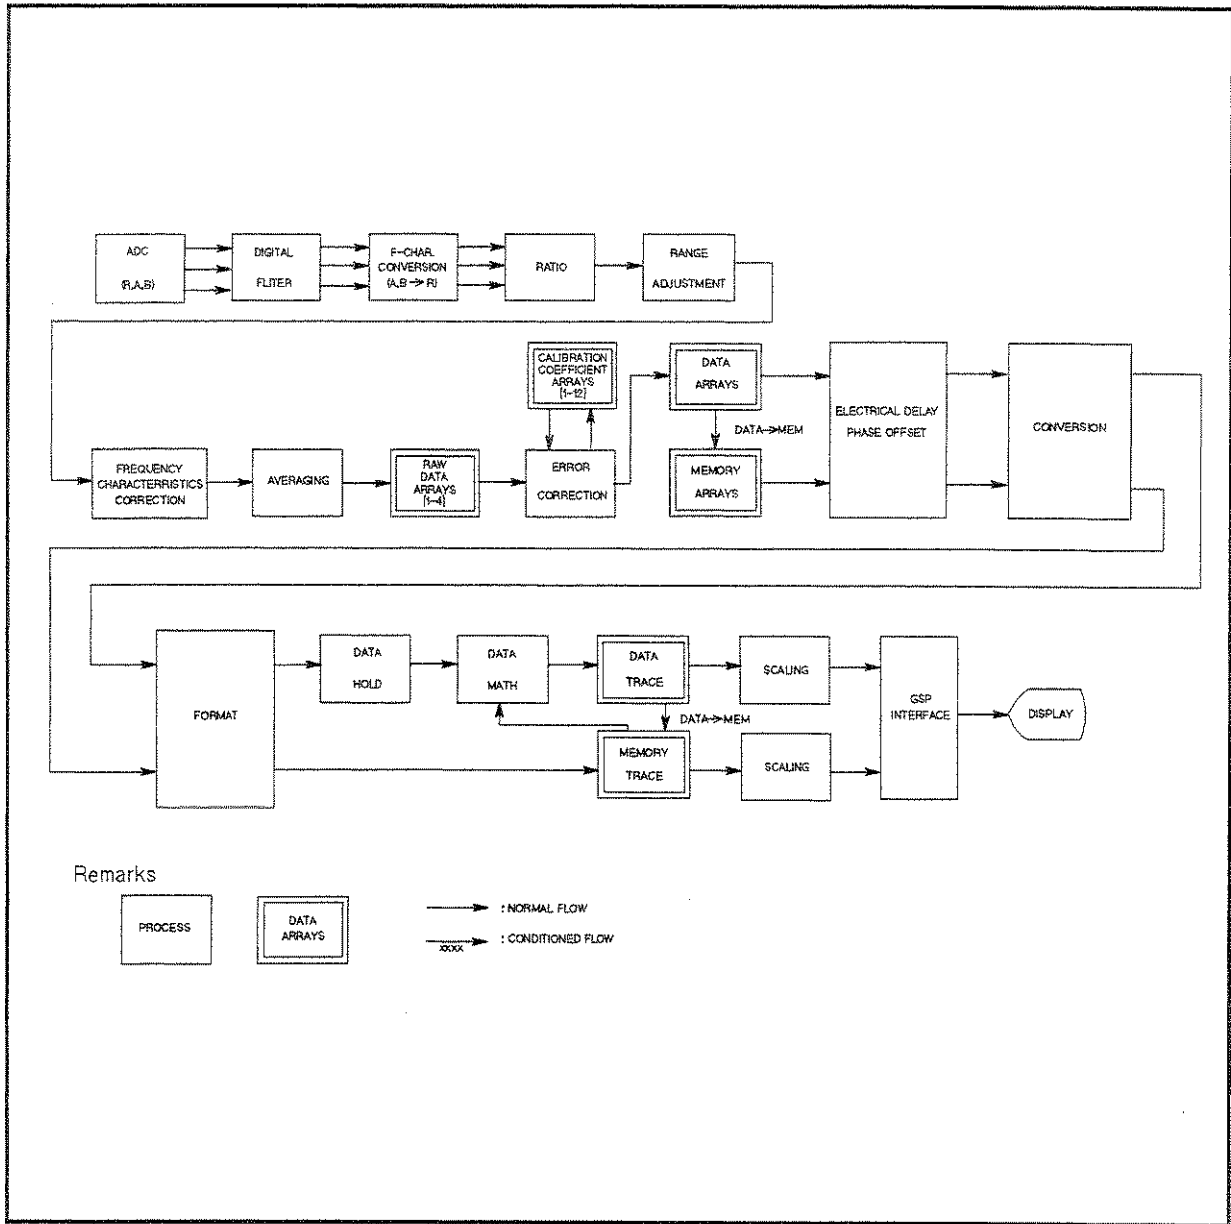 ADC
(R,A,B)
DIGITAL
FLITER
F-CHAR.
CONVERSION
(A,B→R)
RATIO
RANGE
ADJUSTMENT
CALIBRATION
COEFFICIENT
ARRAYS
[1-12]
DATA
ARRAYS
ELECTRICAL DELAY
PHASE OFFSET
CONVERSION
DATA→MEM
FREQUENCY
CHARACTERRISTICS
CORRECTION
AVERAGING
RAW
DATA
ARRAYS
[1-4]
ERROR
CORRECTION
MEMORY
ARRAYS
FORMAT
DATA
HOLD
DATA
MATH
DATA
TRACE
SCALING
GSP
INTERFACE
DISPLAY
DATA→MEM
MEMORY
TRACE
SCALING
Remarks
PROCESS
DATA
ARRAYS
: NORMAL FLOW
XXXX : CONDITIONED FLOW